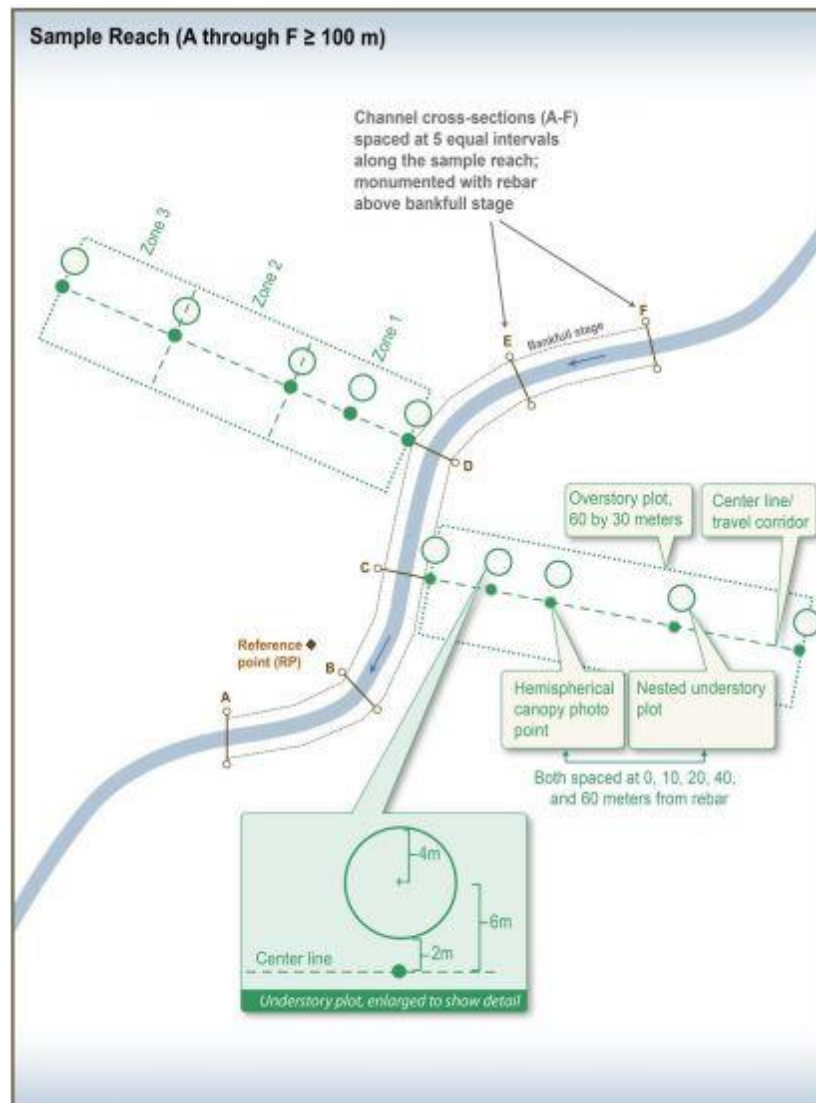 Sample Reach (A through F ≥ 100 m)
Channel cross-sections (A-F)
spaced at 5 equal intervals
along the sample reach;
monumented with rebar
above bankfull stage
Zone 3
Zone 2
Zone 1
F
Bankfull stage
E
D
Overstory plot,
60 by 30 meters
Center line/
travel corridor
C
Reference
point (RP)
B
A
Hemispherical
canopy photo
point
Nested understory
plot
Both spaced at 0, 10, 20, 40,
and 60 meters from rebar
4m
6m
2m
Center line
Understory plot, enlarged to show detail